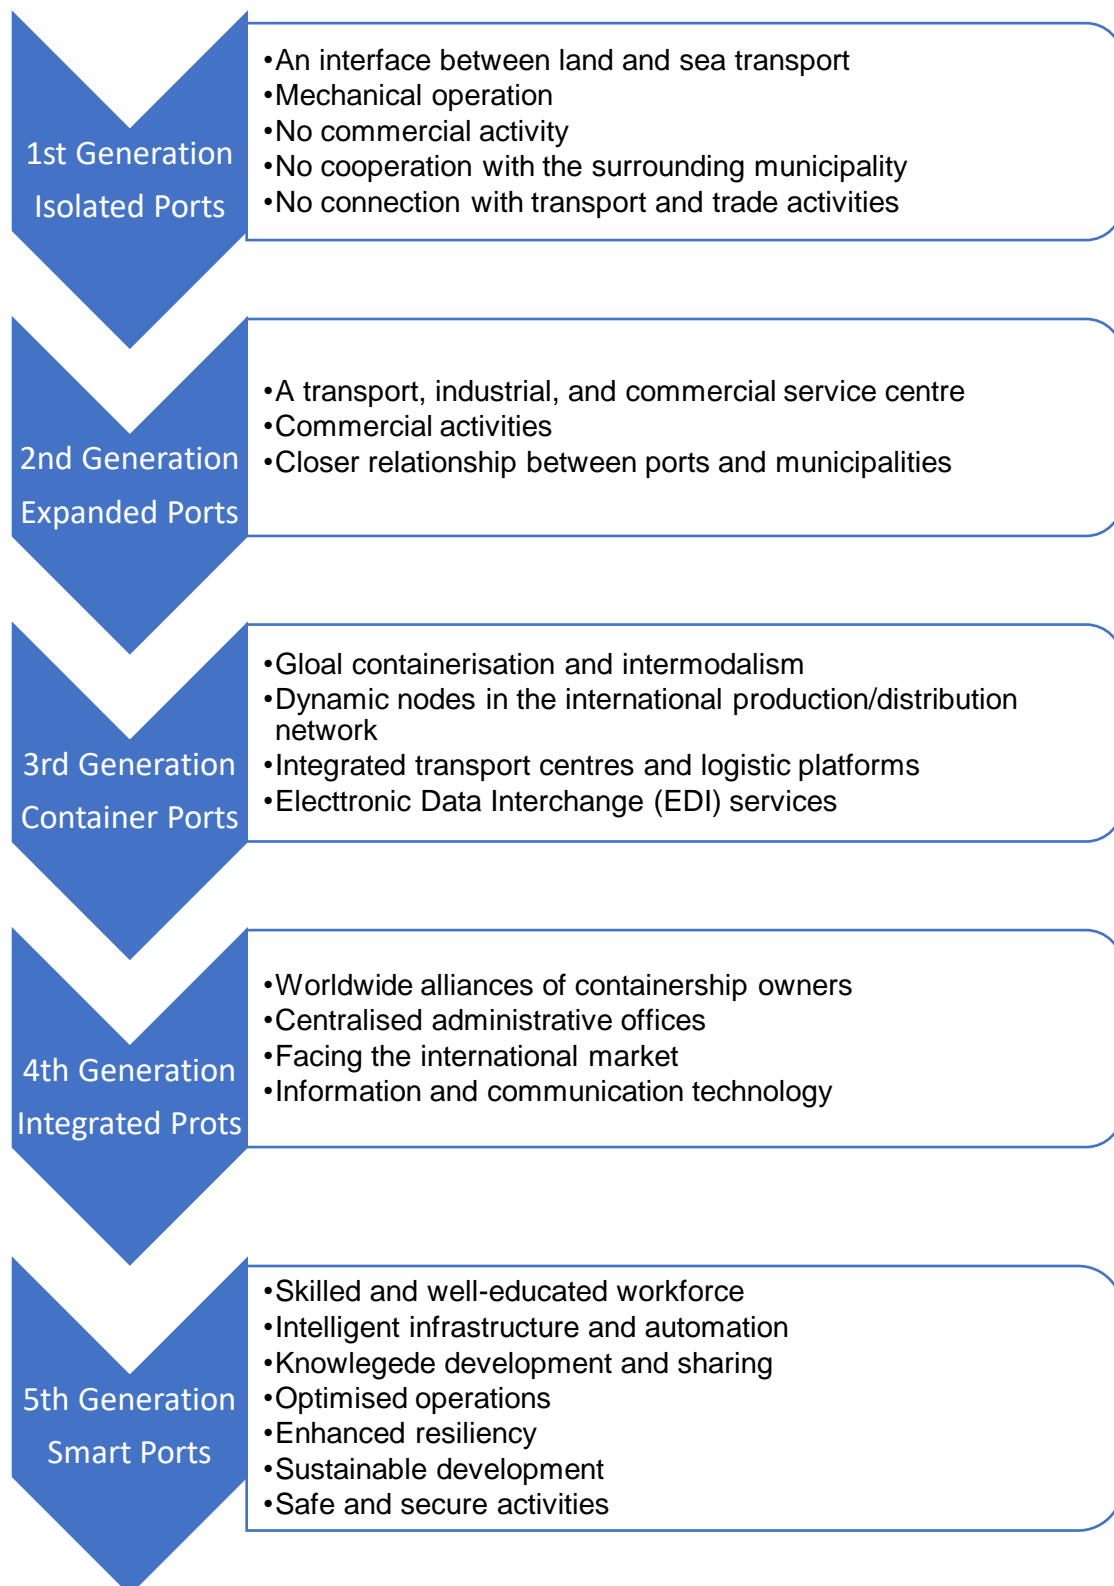 1st Generation
Isolated Ports
•An interface between land and sea transport
•Mechanical operation
•No commercial activity
•No cooperation with the surrounding municipality
•No connection with transport and trade activities
2nd Generation
Expanded Ports
•A transport, industrial, and commercial service centre
•Commercial activities
•Closer relationship between ports and municipalities
3rd Generation
Container Ports
•Gloal containerisation and intermodalism
•Dynamic nodes in the international production/distribution
network
•Integrated transport centres and logistic platforms
•Electtronic Data Interchange (EDI) services
4th Generation
Integrated Prots
•Worldwide alliances of containership owners
•Centralised administrative offices
•Facing the international market
•Information and communication technology
5th Generation
Smart Ports
•Skilled and well-educated workforce
•Intelligent infrastructure and automation
•Knowlegede development and sharing
•Optimised operations
•Enhanced resiliency
•Sustainable development
•Safe and secure activities